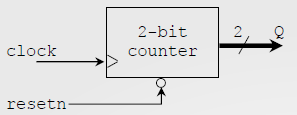 2-bit
counter
2
Q
clock
resetn